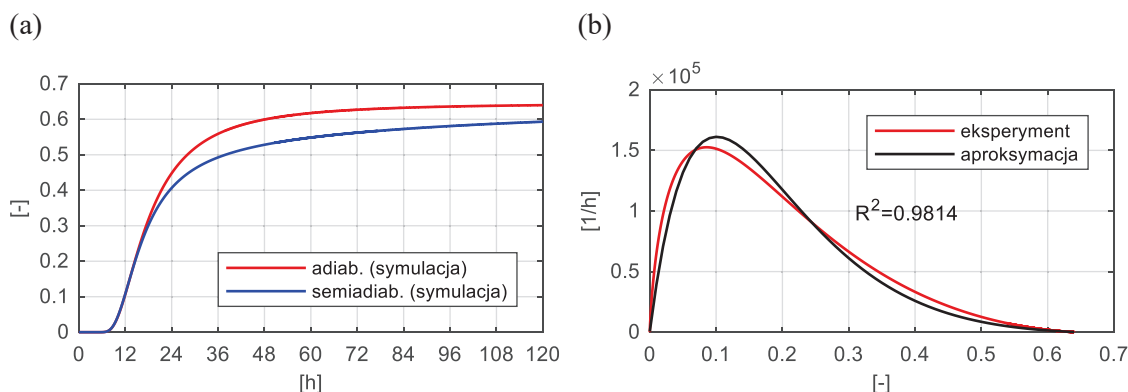 (a)
(b)
0.7
0.6
0.5
0.4
0.3
0.2
0.1
0
[-]
adiab. (symulacja)
semiadiab. (symulacja)
0 12 24 36 48 60 72 84 96 108 120
[h]
× 10^5
2
1.5
1
0.5
0
[1/h]
eksperyment
aproksymacja
R^2=0.9814
0 0.1 0.2 0.3 0.4 0.5 0.6 0.7
[-]